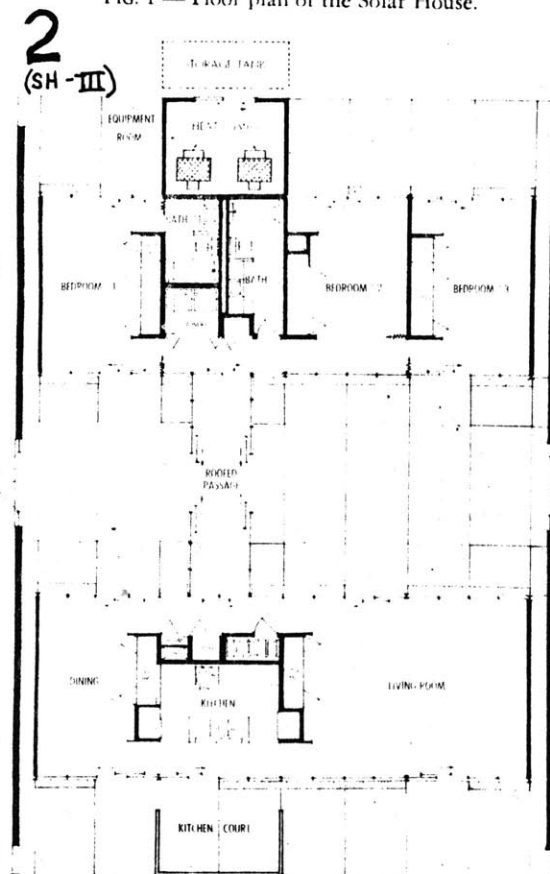 FIG. 1 — Floor plan of the Solar House.
2
(SH-III)
STORAGE TANK
EQUIPMENT
ROOM
BATH
BEDROOM 1
BATH
BEDROOM 2
BEDROOM 3
ROOFED
PASSAGE
DINING
KITCHEN
LIVING ROOM
KITCHEN COURT